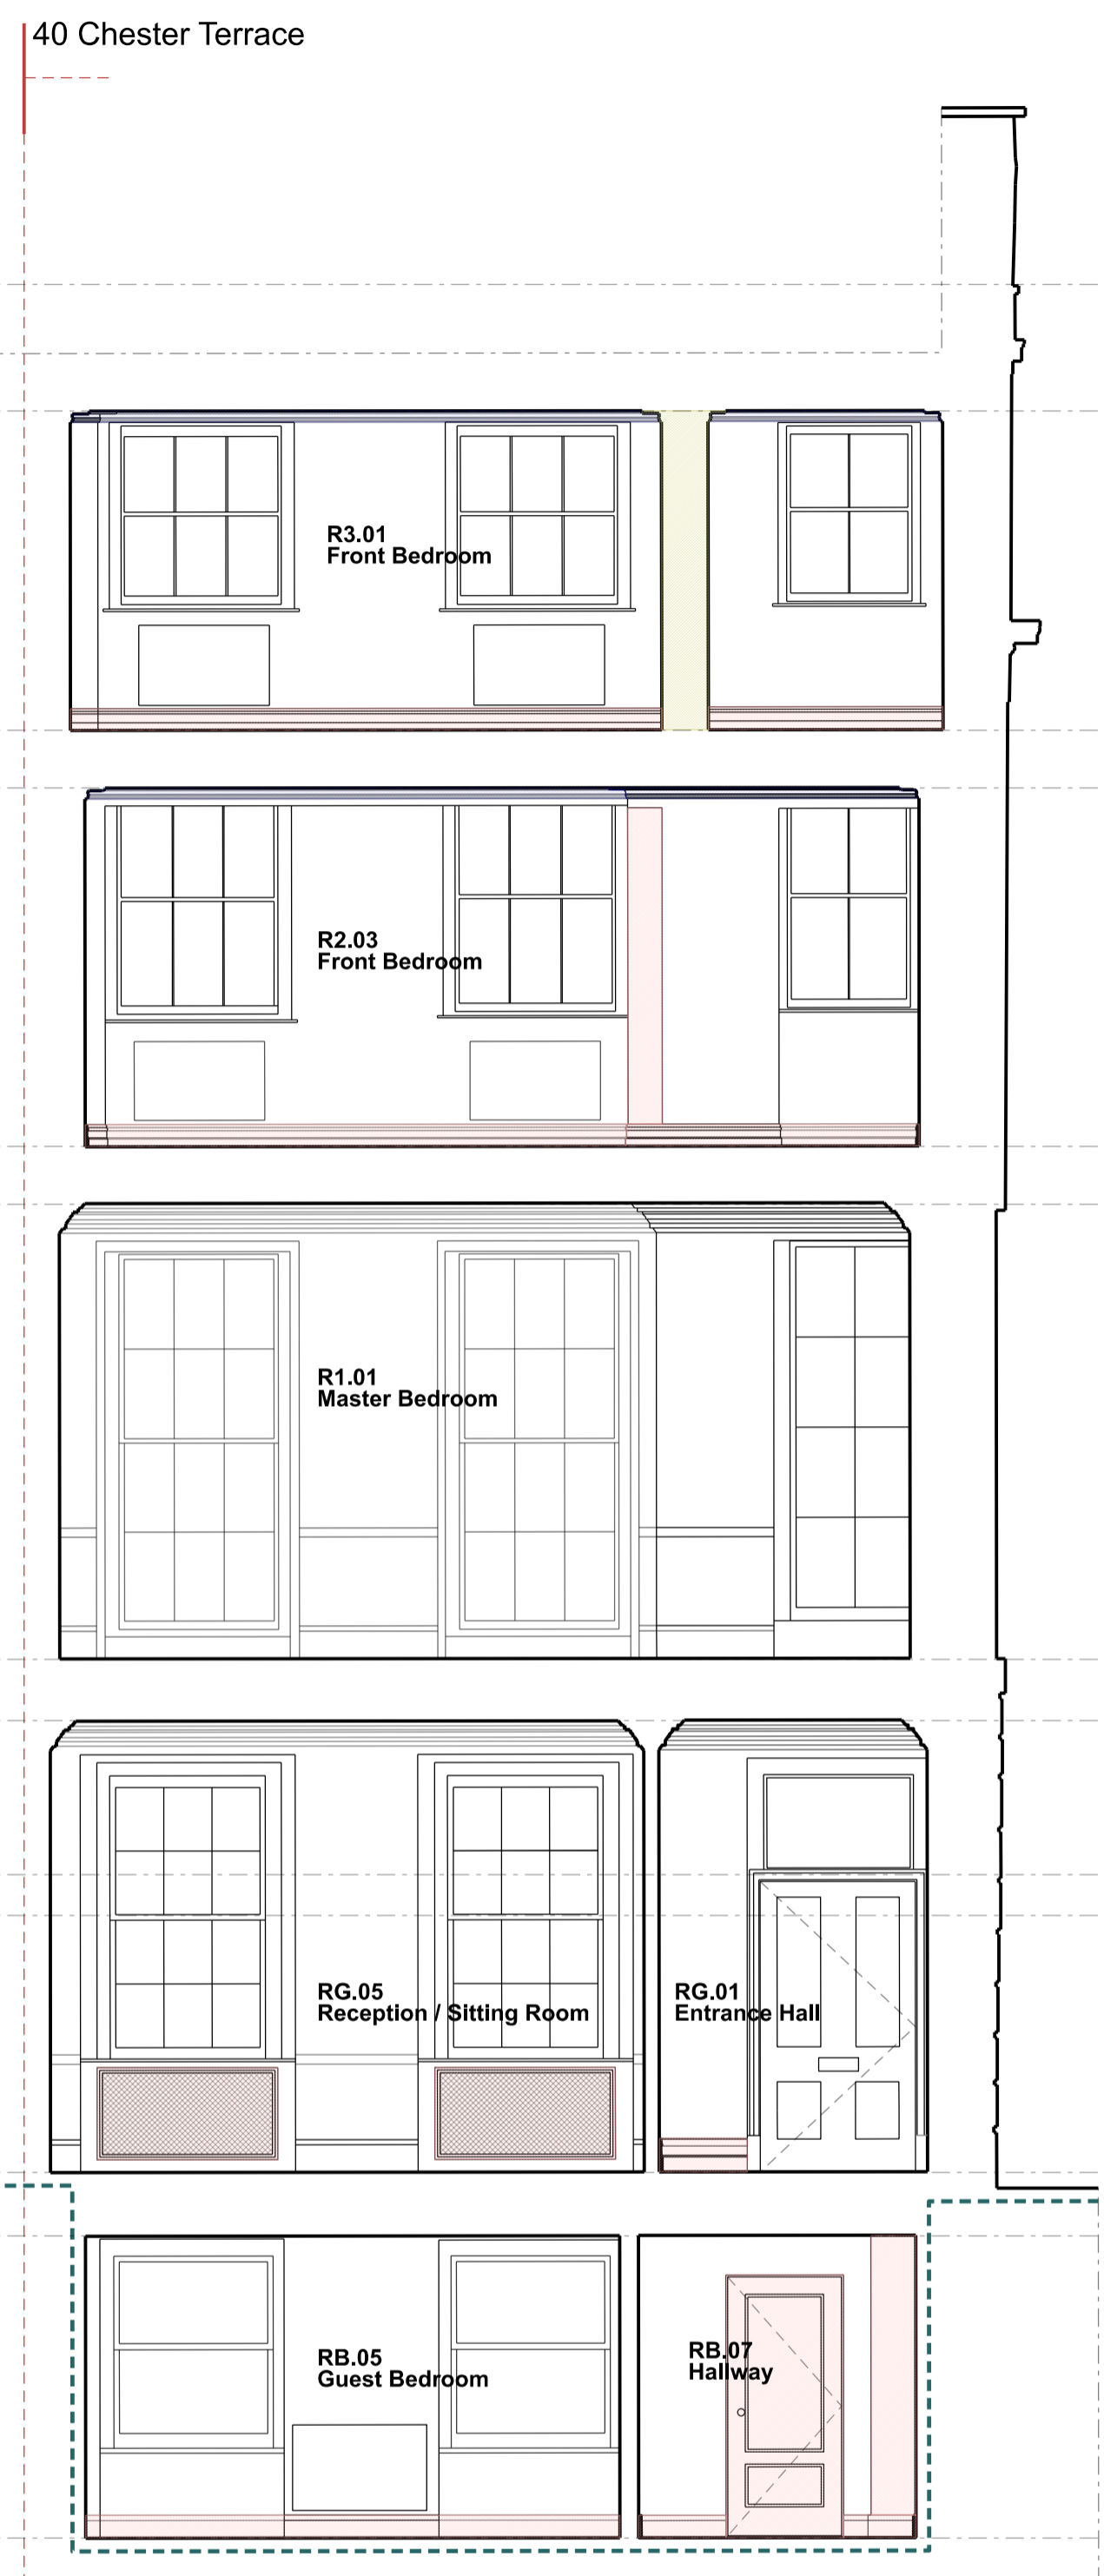 40 Chester Terrace
R3.01
Front Bedroom
R2.03
Front Bedroom
R1.01
Master Bedroom
RG.05
Reception / Sitting Room
RG.01
Entrance Hall
RB.05
Guest Bedroom
RB.07
Hallway